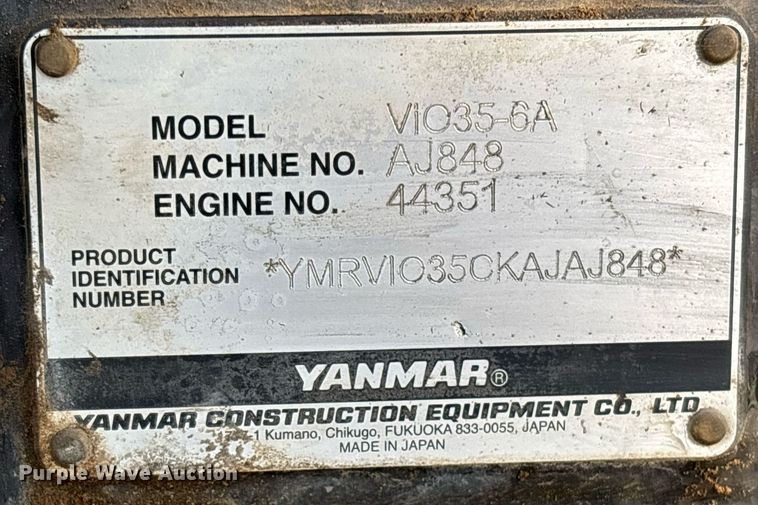 MODEL VIO35-6A
MACHINE NO. AJ848
ENGINE NO. 44351
PRODUCT
IDENTIFICATION
NUMBER
*YMRVIO35CKAJAJ848*
YANMAR®
YANMAR CONSTRUCTION EQUIPMENT CO., LTD
1 Kumano, Chikugo, FUKUOKA 833-0055, JAPAN
MADE IN JAPAN
Purple Wave Auction